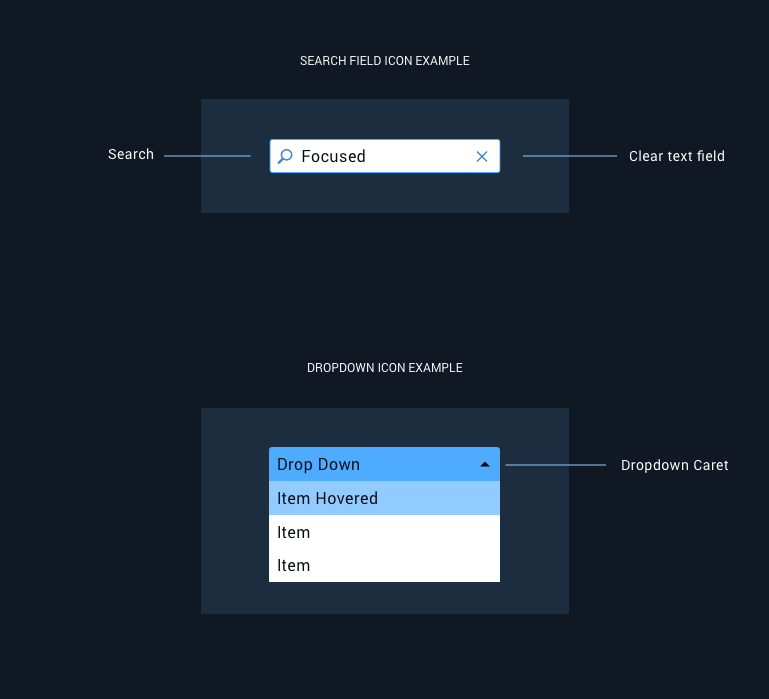 SEARCH FIELD ICON EXAMPLE
Search
Focused
Clear text field
DROPDOWN ICON EXAMPLE
Drop Down
Dropdown Caret
Item Hovered
Item
Item